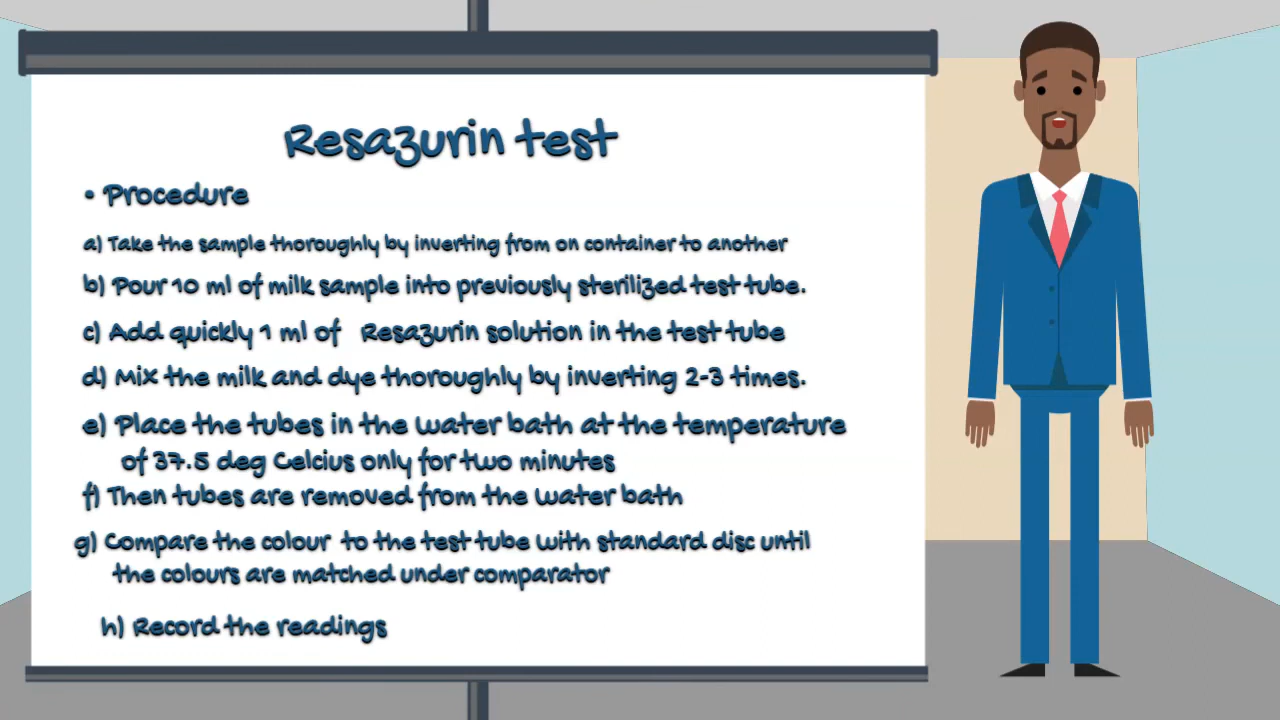 Resazurin test
• Procedure
a) Take the sample thoroughly by inverting from on container to another
b) Pour 10 ml of milk sample into previously sterilized test tube.
c) Add quickly 1 ml of Resazurin solution in the test tube
d) Mix the milk and dye thoroughly by inverting 2-3 times.
e) Place the tubes in the water bath at the temperature
of 37.5 deg Celcius only for two minutes
f) Then tubes are removed from the water bath
g) Compare the colour to the test tube with standard disc until
the colours are matched under comparator
h) Record the readings